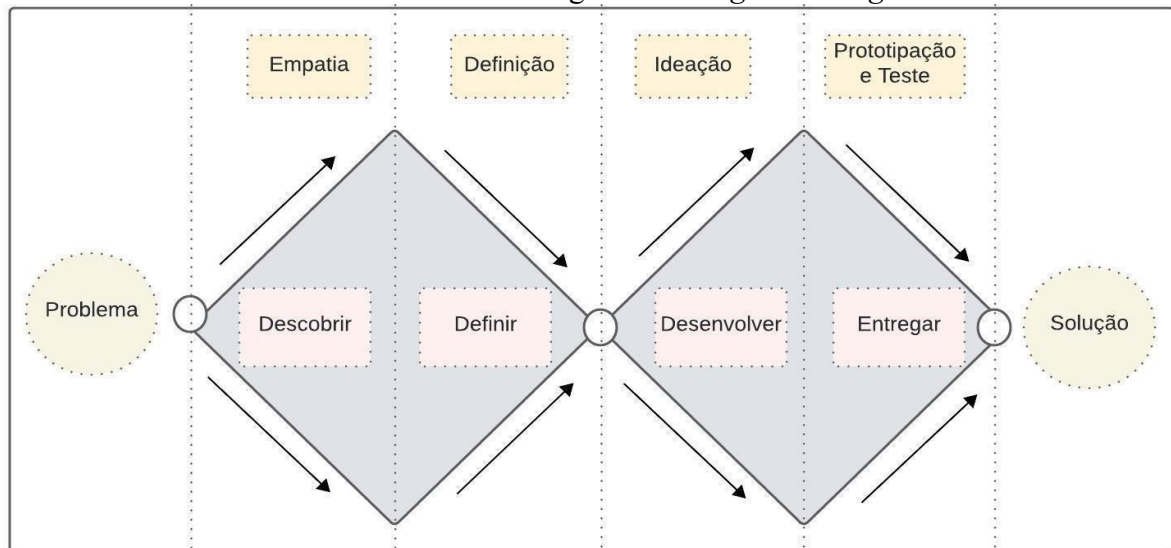 Empatia
Definição
Ideação
Prototipação
e Teste
Problema
Descobrir
Definir
Desenvolver
Entregar
Solução